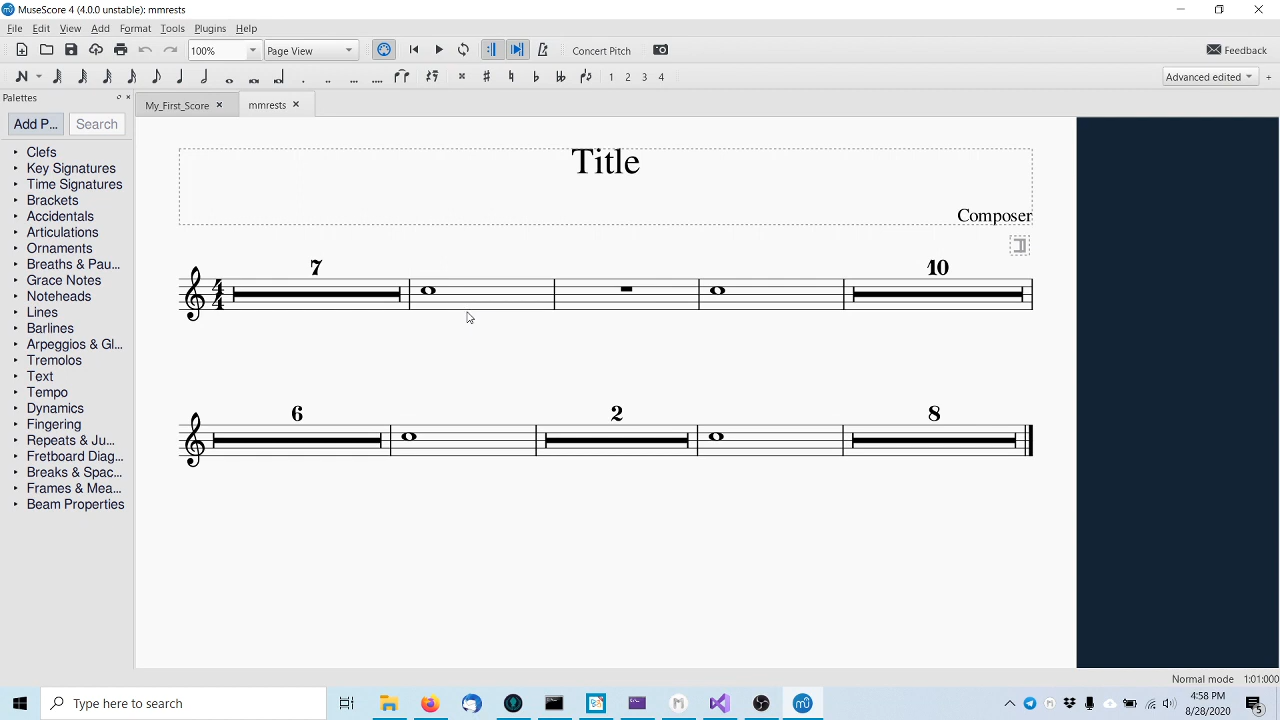 MuseScore 4 (4.0.0 unstable): mmrests
File Edit View Add Format Tools Plugins Help
100% Page View Concert Pitch Feedback
1 2 3 4 Advanced edited +
Palettes
My_First_Score mmrests
Add P... Search
Clefs
Key Signatures
Time Signatures
Brackets
Accidentals
Articulations
Ornaments
Breaths & Pau...
Grace Notes
Noteheads
Lines
Barlines
Arpeggios & Gl...
Tremolos
Text
Tempo
Dynamics
Fingering
Repeats & Ju...
Fretboard Diag...
Breaks & Spac...
Frames & Mea...
Beam Properties
Title
Composer
7 10
4
4
6 2 8
Normal mode 1:01:000
Type here to search
4:58 PM
8/28/2020
5